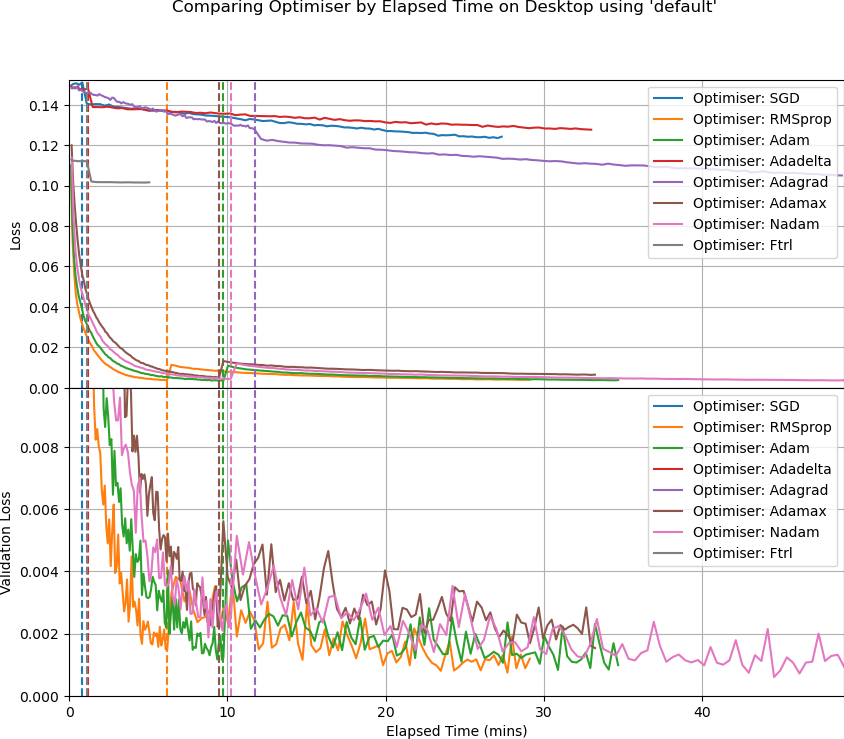 Comparing Optimiser by Elapsed Time on Desktop using 'default'
Loss
0.14
0.12
0.10
0.08
0.06
0.04
0.02
0.00
Optimiser: SGD
Optimiser: RMSprop
Optimiser: Adam
Optimiser: Adadelta
Optimiser: Adagrad
Optimiser: Adamax
Optimiser: Nadam
Optimiser: Ftrl
Validation Loss
0.008
0.006
0.004
0.002
0.000
Optimiser: SGD
Optimiser: RMSprop
Optimiser: Adam
Optimiser: Adadelta
Optimiser: Adagrad
Optimiser: Adamax
Optimiser: Nadam
Optimiser: Ftrl
0 10 20 30 40
Elapsed Time (mins)